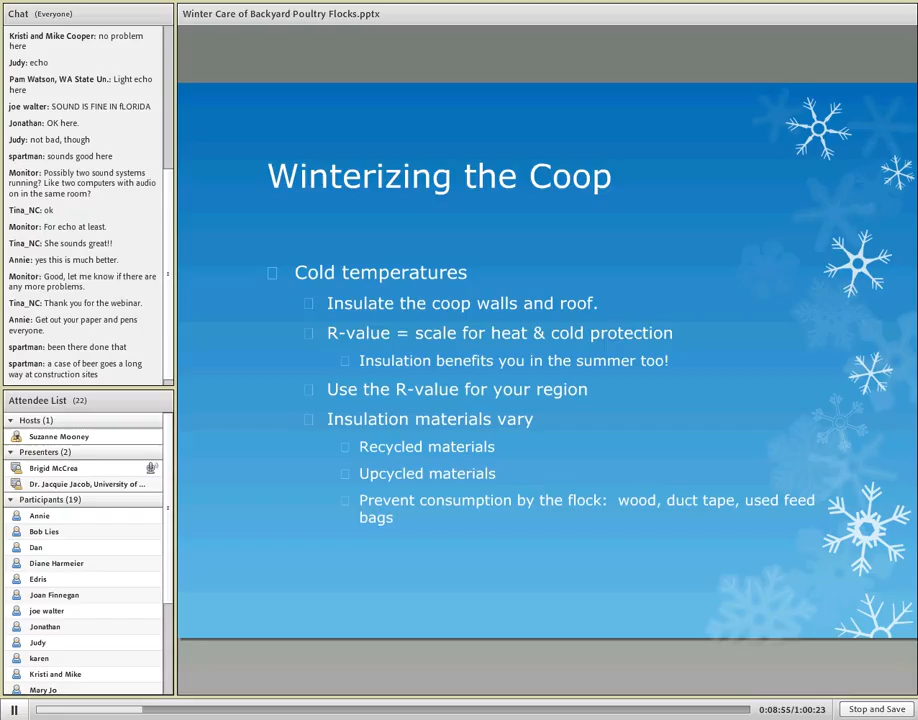 Chat (Everyone)
Kristi and Mike Cooper: no problem
here
Judy: echo
Pam Watson, WA State Un.: Light echo
here
joe walter: SOUND IS FINE IN fLORIDA
Jonathan: OK here.
Judy: not bad, though
spartman: sounds good here
Monitor: Possibly two sound systems
running? Like two computers with audio
on in the same room?
Tina_NC: ok
Monitor: For echo at least.
Tina_NC: She sounds great!!
Annie: yes this is much better.
Monitor: Good, let me know if there are
any more problems.
Tina_NC: Thank you for the webinar.
Annie: Get out your paper and pens
everyone.
spartman: been there done that
spartman: a case of beer goes a long
way at construction sites
Attendee List (22)
Hosts (1)
Suzanne Mooney
Presenters (2)
Brigid McCrea
Dr. Jacquie Jacob, University of ...
Participants (19)
Annie
Bob Lies
Dan
Diane Harmeier
Edris
Joan Finnegan
joe walter
Jonathan
Judy
karen
Kristi and Mike
Mary Jo
Winter Care of Backyard Poultry Flocks.pptx
Winterizing the Coop
Cold temperatures
Insulate the coop walls and roof.
R-value = scale for heat & cold protection
Insulation benefits you in the summer too!
Use the R-value for your region
Insulation materials vary
Recycled materials
Upcycled materials
Prevent consumption by the flock: wood, duct tape, used feed
bags
0:08:55/1:00:23
Stop and Save